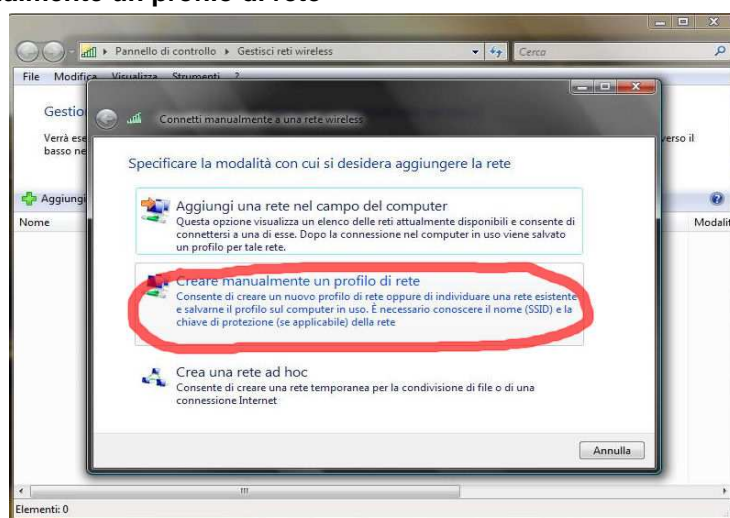 almente un profilo di rete
Pannello di controllo Gestisci reti wireless
Cerca
File Modifica Visualizza Strumenti ?
Connetti manualmente a una rete wireless
Gestio
Verrà ese
verso il
basso ne
Specificare la modalità con cui si desidera aggiungere la rete
Aggiungi
Nome
Modalit
Aggiungi una rete nel campo del computer
Questa opzione visualizza un elenco delle reti attualmente disponibili e consente di
connettersi a una di esse. Dopo la connessione nel computer in uso viene salvato
un profilo per tale rete.
Creare manualmente un profilo di rete
Consente di creare un nuovo profilo di rete oppure di individuare una rete esistente
e salvarne il profilo sul computer in uso. È necessario conoscere il nome (SSID) e la
chiave di protezione (se applicabile) della rete
Crea una rete ad hoc
Consente di creare una rete temporanea per la condivisione di file o di una
connessione Internet
Annulla
Elementi: 0